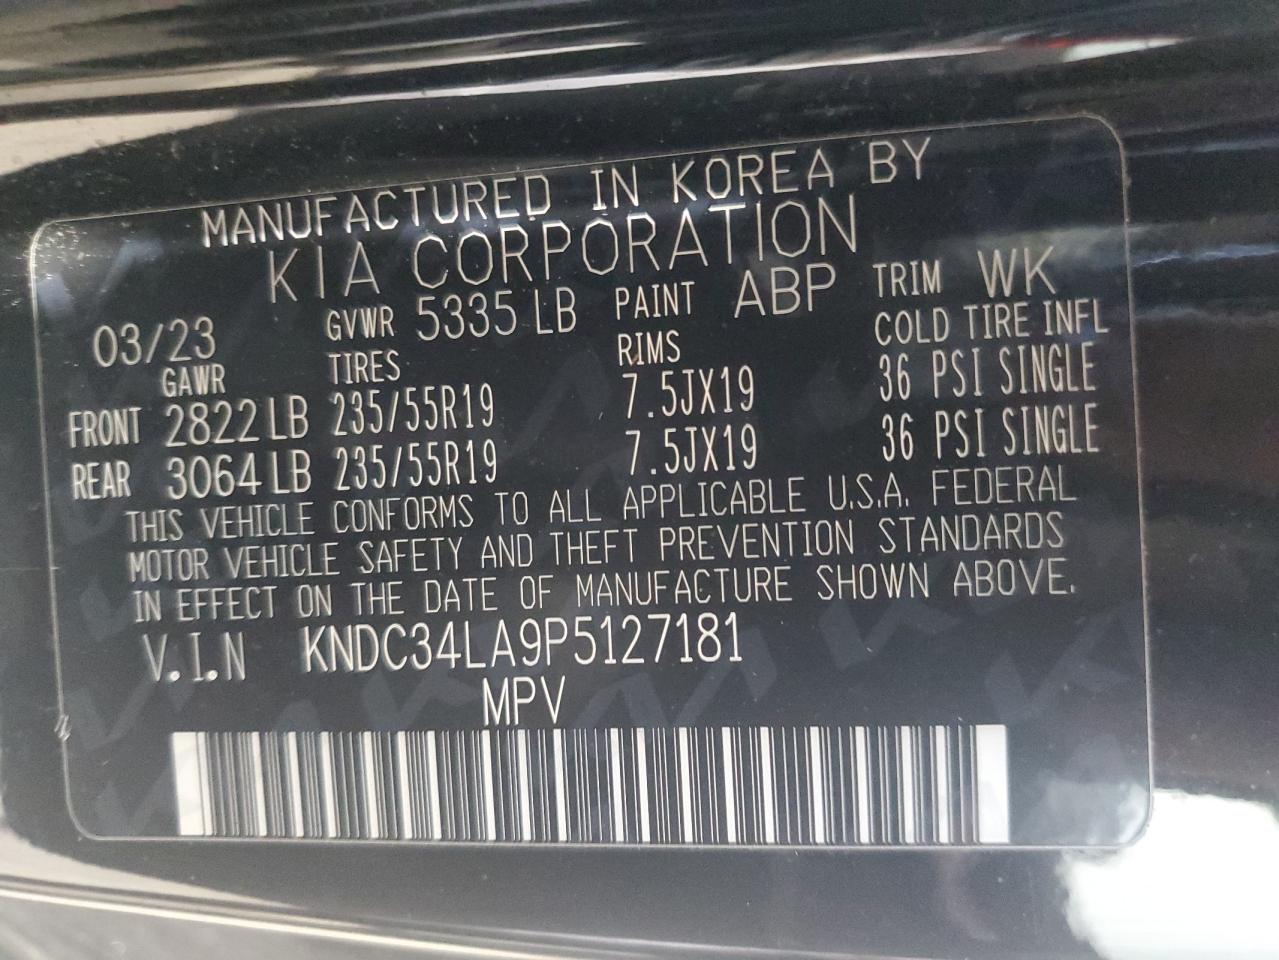 MANUFACTURED IN KOREA BY
KIA CORPORATION
03/23 GVWR 5335 LB PAINT ABP TRIM WK
GAWR TIRES RIMS COLD TIRE INFL
FRONT 2822 LB 235/55R19 7.5JX19 36 PSI SINGLE
REAR 3064 LB 235/55R19 7.5JX19 36 PSI SINGLE
THIS VEHICLE CONFORMS TO ALL APPLICABLE U.S.A. FEDERAL
MOTOR VEHICLE SAFETY AND THEFT PREVENTION STANDARDS
IN EFFECT ON THE DATE OF MANUFACTURE SHOWN ABOVE.
V.I.N KNDC34LA9P5127181
MPV